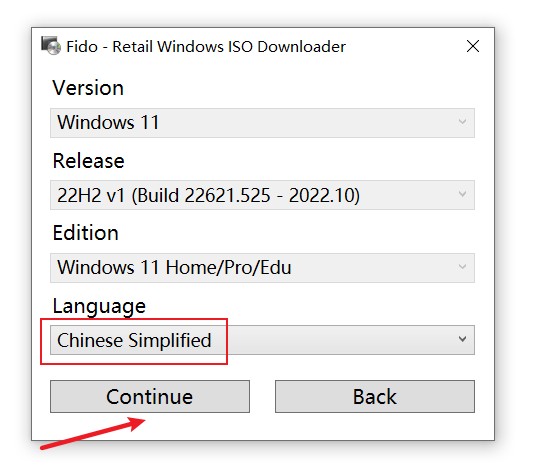 Fido - Retail Windows ISO Downloader
Version
Windows 11
Release
22H2 v1 (Build 22621.525 - 2022.10)
Edition
Windows 11 Home/Pro/Edu
Language
Chinese Simplified
Continue
Back